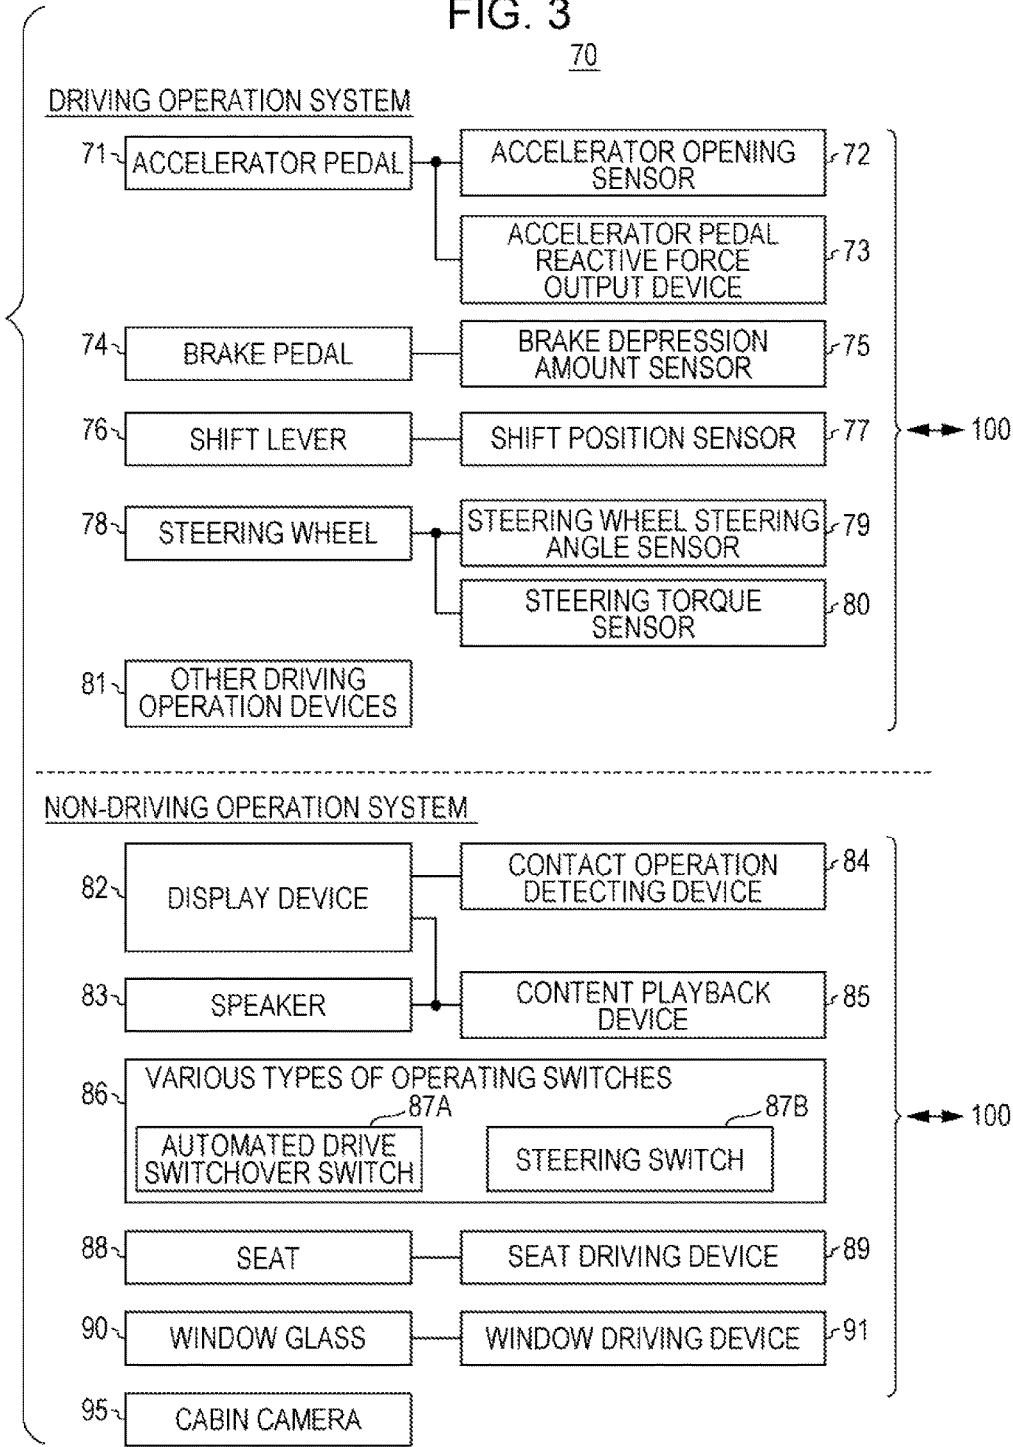 FIG. 3
70
DRIVING OPERATION SYSTEM
71
ACCELERATOR PEDAL
ACCELERATOR OPENING
SENSOR
72
ACCELERATOR PEDAL
REACTIVE FORCE
OUTPUT DEVICE
73
74
BRAKE PEDAL
BRAKE DEPRESSION
AMOUNT SENSOR
75
76
SHIFT LEVER
SHIFT POSITION SENSOR
77
100
78
STEERING WHEEL
STEERING WHEEL STEERING
ANGLE SENSOR
79
STEERING TORQUE
SENSOR
80
81
OTHER DRIVING
OPERATION DEVICES
NON-DRIVING OPERATION SYSTEM
82
DISPLAY DEVICE
CONTACT OPERATION
DETECTING DEVICE
84
83
SPEAKER
CONTENT PLAYBACK
DEVICE
85
86
VARIOUS TYPES OF OPERATING SWITCHES
87A
AUTOMATED DRIVE
SWITCHOVER SWITCH
87B
STEERING SWITCH
100
88
SEAT
SEAT DRIVING DEVICE
89
90
WINDOW GLASS
WINDOW DRIVING DEVICE
91
95
CABIN CAMERA